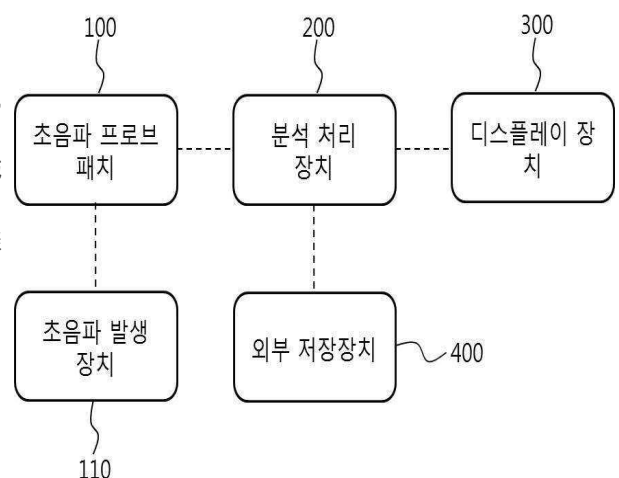 100
200
300
초음파 프로브
패치
분석 처리
장치
디스플레이 장
치
초음파 발생
장치
외부 저장장치
400
110